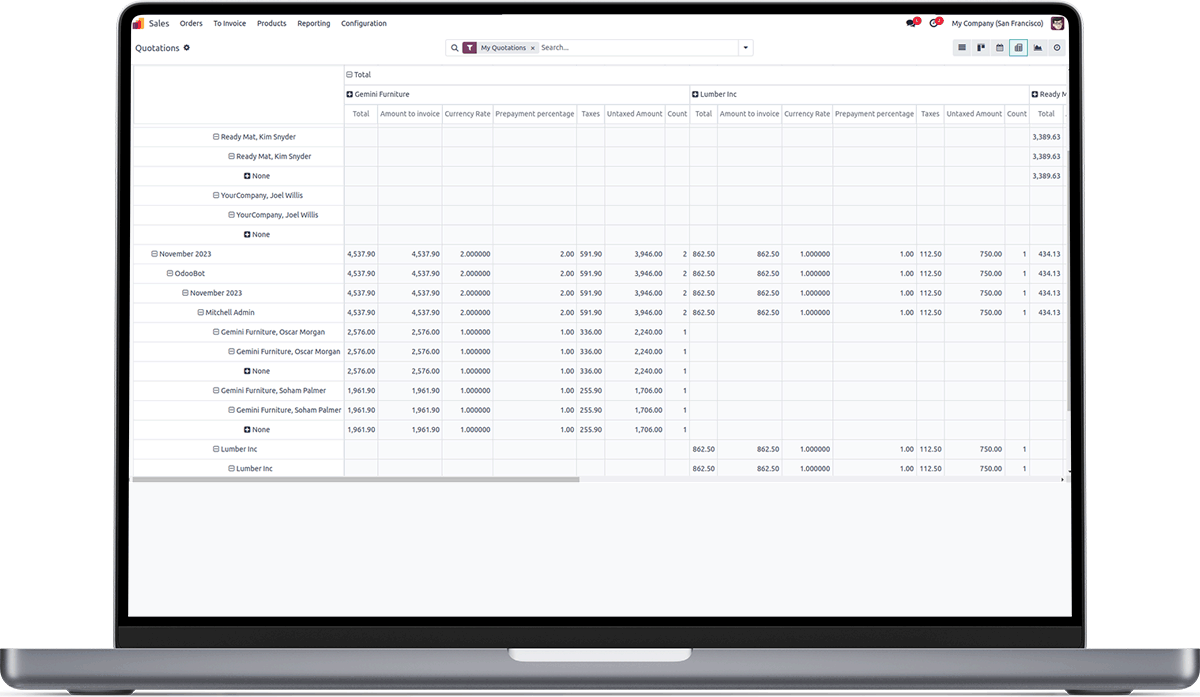 Sales Orders To Invoice Products Reporting Configuration 1 2 My Company (San Francisco)
Quotations My Quotations × Search...
Total
Gemini Furniture Lumber Inc Ready M
Total Amount to invoice Currency Rate Prepayment percentage Taxes Untaxed Amount Count Total Amount to invoice Currency Rate Prepayment percentage Taxes Untaxed Amount Count Total
Ready Mat, Kim Snyder 3,389.63
Ready Mat, Kim Snyder 3,389.63
None 3,389.63
YourCompany, Joel Willis
YourCompany, Joel Willis
None
November 2023 4,537.90 4,537.90 2.000000 2.00 591.90 3,946.00 2 862.50 862.50 1.000000 1.00 112.50 750.00 1 434.13
OdooBot 4,537.90 4,537.90 2.000000 2.00 591.90 3,946.00 2 862.50 862.50 1.000000 1.00 112.50 750.00 1 434.13
November 2023 4,537.90 4,537.90 2.000000 2.00 591.90 3,946.00 2 862.50 862.50 1.000000 1.00 112.50 750.00 1 434.13
Mitchell Admin 4,537.90 4,537.90 2.000000 2.00 591.90 3,946.00 2 862.50 862.50 1.000000 1.00 112.50 750.00 1 434.13
Gemini Furniture, Oscar Morgan 2,576.00 2,576.00 1.000000 1.00 336.00 2,240.00 1
Gemini Furniture, Oscar Morgan 2,576.00 2,576.00 1.000000 1.00 336.00 2,240.00 1
None 2,576.00 2,576.00 1.000000 1.00 336.00 2,240.00 1
Gemini Furniture, Soham Palmer 1,961.90 1,961.90 1.000000 1.00 255.90 1,706.00 1
Gemini Furniture, Soham Palmer 1,961.90 1,961.90 1.000000 1.00 255.90 1,706.00 1
None 1,961.90 1,961.90 1.000000 1.00 255.90 1,706.00 1
Lumber Inc 862.50 862.50 1.000000 1.00 112.50 750.00 1
Lumber Inc 862.50 862.50 1.000000 1.00 112.50 750.00 1